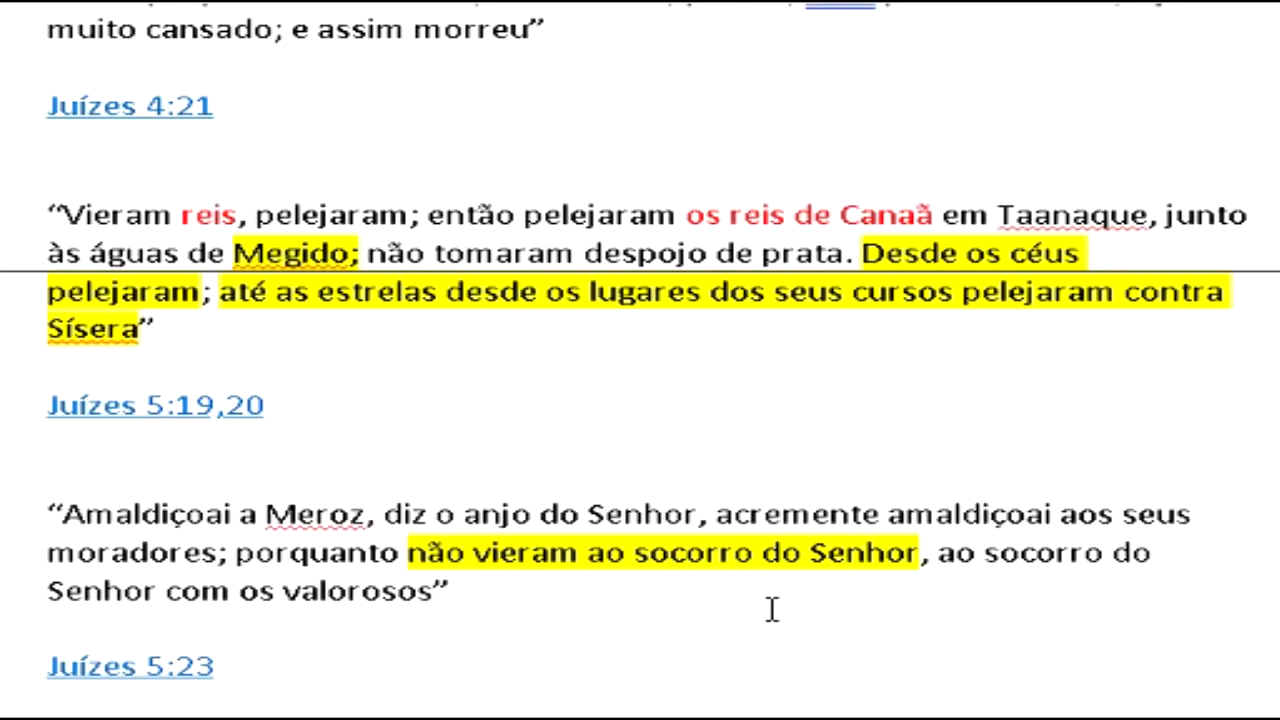 muito cansado; e assim morreu”
Juízes 4:21
“Vieram reis, pelejaram; então pelejaram os reis de Canaã em Taanaque, junto
às águas de Megido; não tomaram despojo de prata. Desde os céus
pelejaram; até as estrelas desde os lugares dos seus cursos pelejaram contra
Sísera”
Juízes 5:19,20
“Amaldiçoai a Meroz, diz o anjo do Senhor, acremente amaldiçoai aos seus
moradores; porquanto não vieram ao socorro do Senhor, ao socorro do
Senhor com os valorosos”
Juízes 5:23